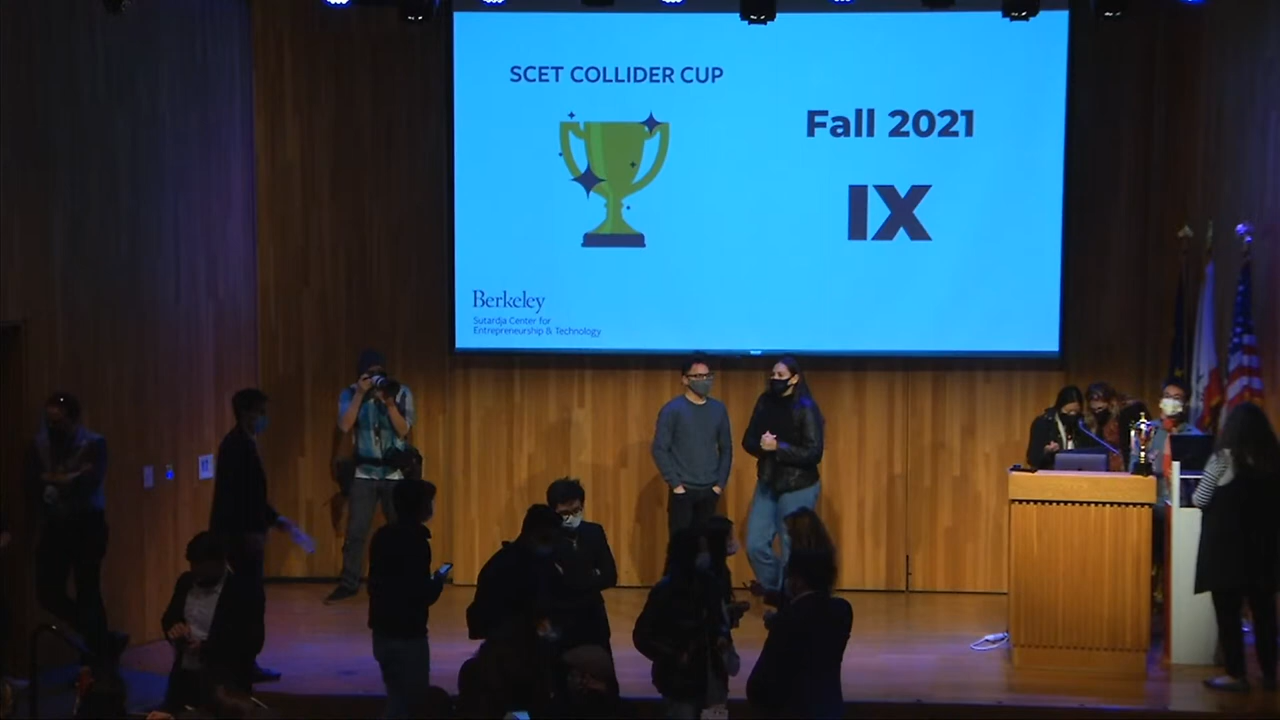 SCET COLLIDER CUP
Fall 2021
IX
Berkeley
Sutardja Center for
Entrepreneurship & Technology